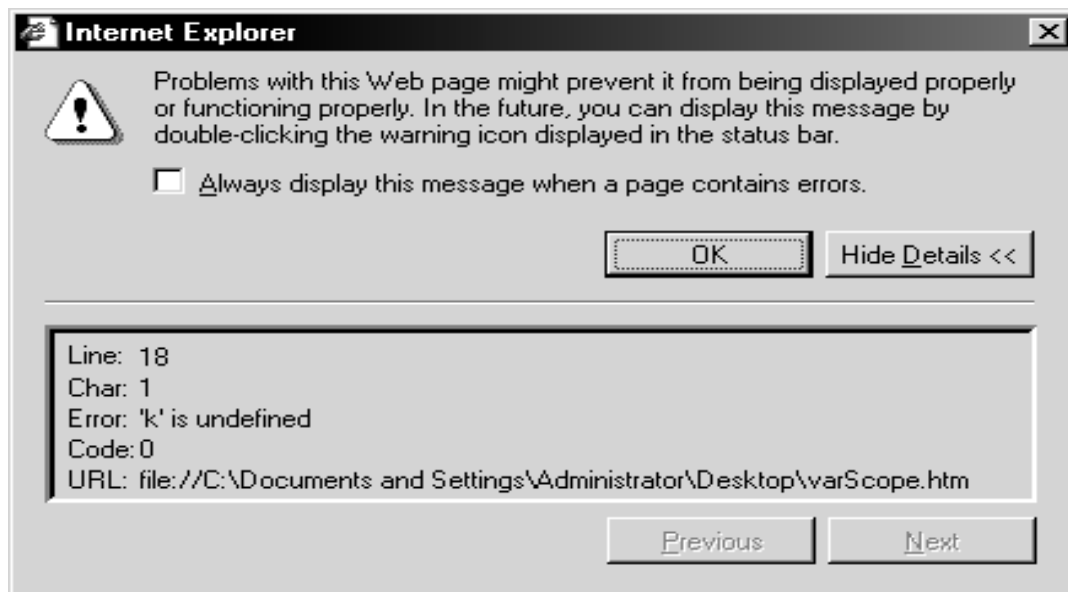 Internet Explorer
Problems with this Web page might prevent it from being displayed properly
or functioning properly. In the future, you can display this message by
double-clicking the warning icon displayed in the status bar.
Always display this message when a page contains errors.
OK
Hide Details <<
Line: 18
Char: 1
Error: 'k' is undefined
Code: 0
URL: file://C:\Documents and Settings\Administrator\Desktop\varScope.htm
Previous
Next